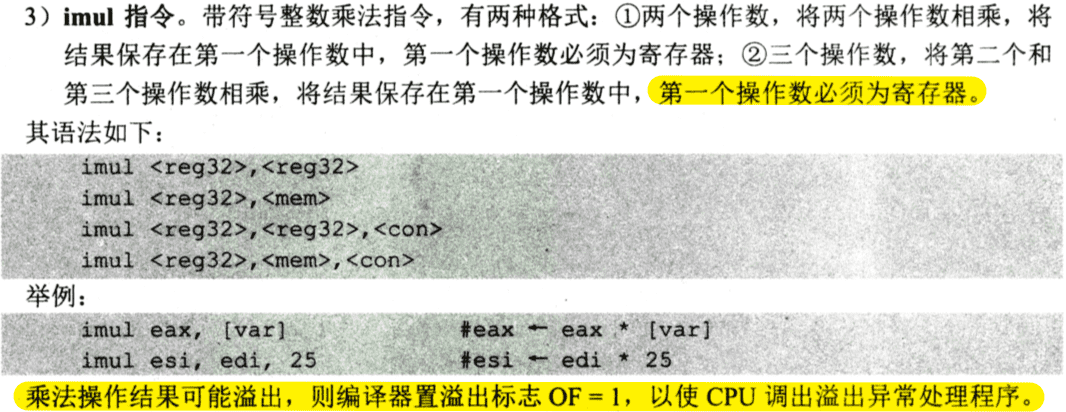 3）imul 指令。带符号整数乘法指令，有两种格式：①两个操作数，将两个操作数相乘，将
结果保存在第一个操作数中，第一个操作数必须为寄存器；②三个操作数，将第二个和
第三个操作数相乘，将结果保存在第一个操作数中，第一个操作数必须为寄存器。
其语法如下：
imul <reg32>,<reg32>
imul <reg32>,<mem>
imul <reg32>,<reg32>,<con>
imul <reg32>,<mem>,<con>
举例：
imul eax, [var] #eax ← eax * [var]
imul esi, edi, 25 #esi ← edi * 25
乘法操作结果可能溢出，则编译器置溢出标志 OF = 1，以使 CPU 调出溢出异常处理程序。